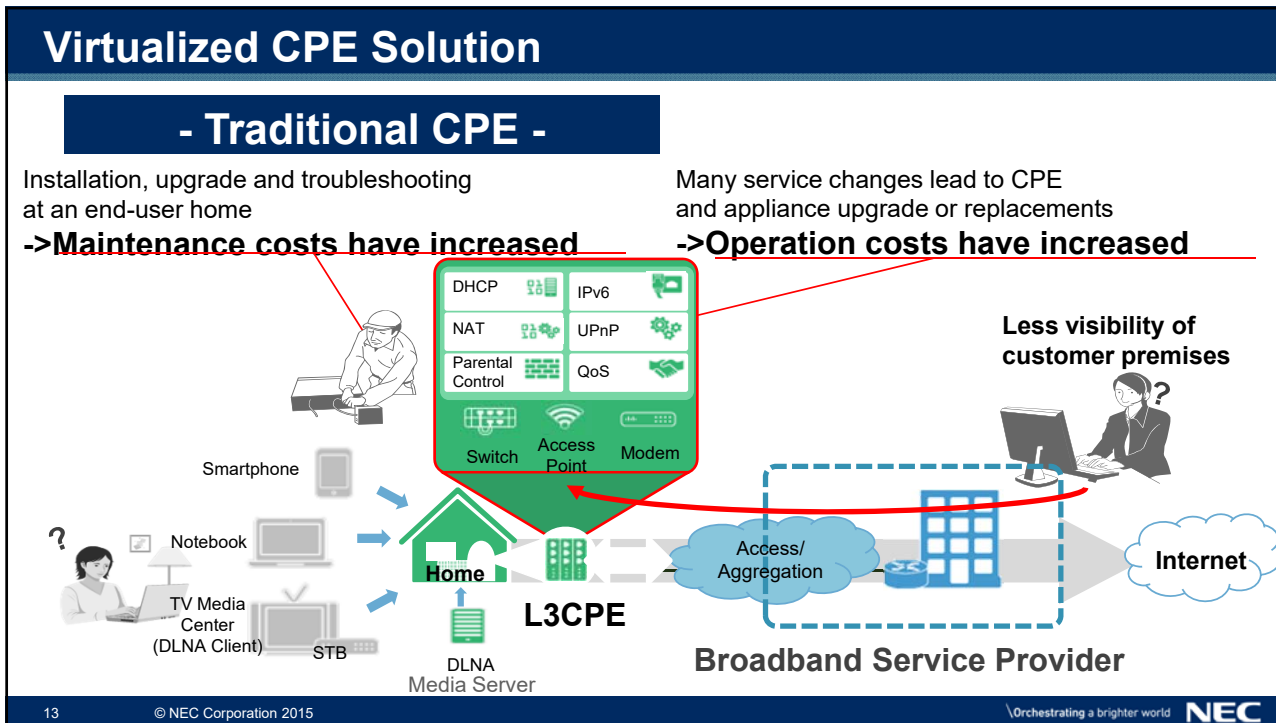 Virtualized CPE Solution
- Traditional CPE -
Installation, upgrade and troubleshooting
at an end-user home
->Maintenance costs have increased
Many service changes lead to CPE
and appliance upgrade or replacements
->Operation costs have increased
DHCP
IPv6
NAT
UPnP
Parental
Control
QoS
Switch
Access
Point
Modem
Less visibility of
customer premises
?
Smartphone
?
Notebook
TV Media
Center
(DLNA Client)
STB
Home
L3CPE
DLNA
Media Server
Access/
Aggregation
Internet
Broadband Service Provider
13
© NEC Corporation 2015
\Orchestrating a brighter world
NEC